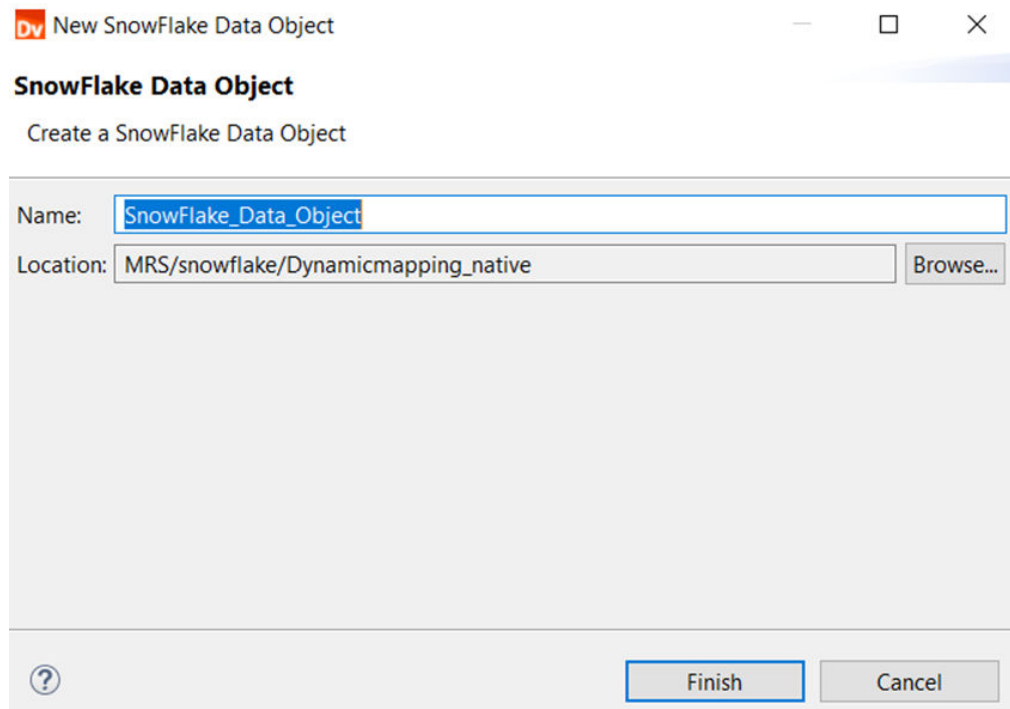 Dv New SnowFlake Data Object
SnowFlake Data Object
Create a SnowFlake Data Object
Name: SnowFlake_Data_Object
Location: MRS/snowflake/Dynamicmapping_native Browse...
? Finish Cancel